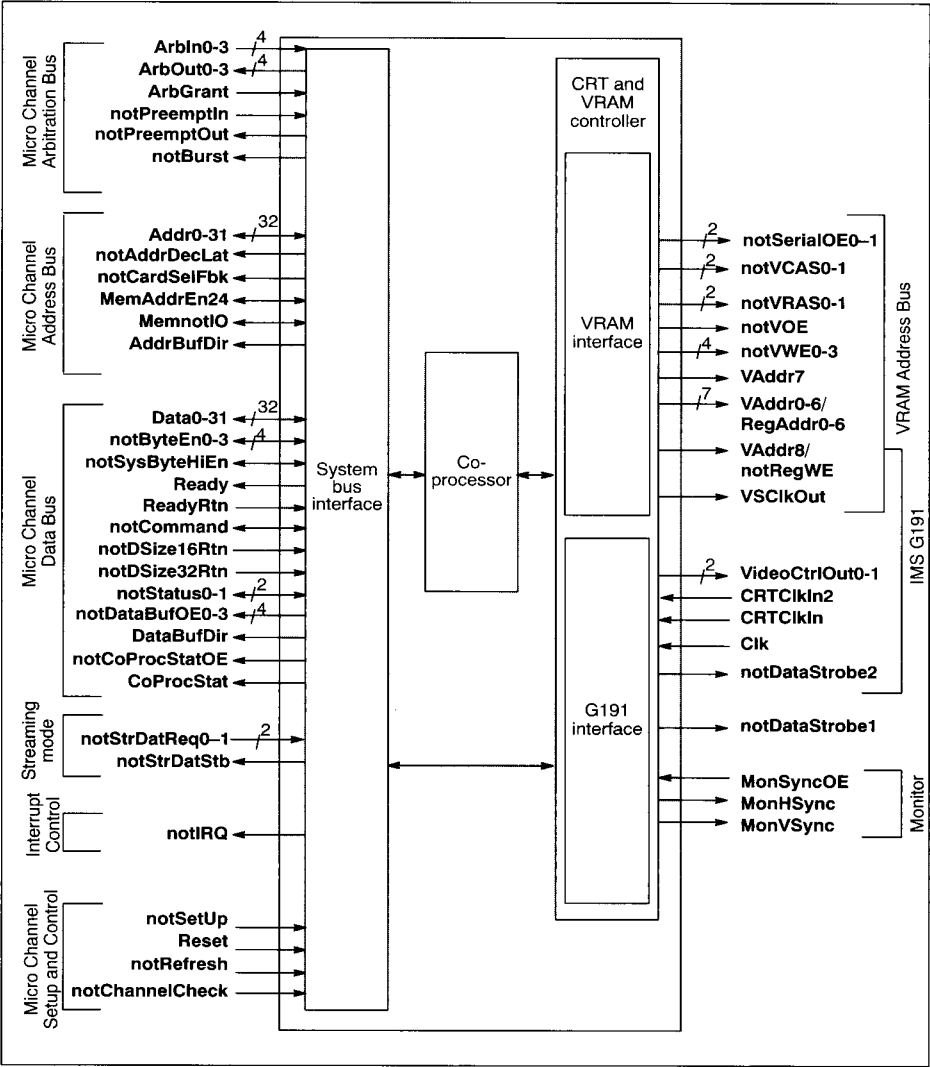 Micro Channel
Arbitration Bus
ArbIn0-3
4
ArbOut0-3
4
ArbGrant
notPreemptIn
notPreemptOut
notBurst
Micro Channel
Address Bus
Addr0-31
32
notAddrDecLat
notCardSelFbk
MemAddrEn24
MemnotIO
AddrBufDir
Micro Channel
Data Bus
Data0-31
32
notByteEn0-3
4
notSysByteHiEn
Ready
ReadyRtn
notCommand
notDSize16Rtn
notDSize32Rtn
notStatus0-1
2
notDataBufOE0-3
4
DataBufDir
notCoProcStatOE
CoProcStat
Streaming
mode
notStrDatReq0–1
2
notStrDatStb
Interrupt
Control
notIRQ
Micro Channel
Setup and Control
notSetUp
Reset
notRefresh
notChannelCheck
System
bus
interface
Co-
processor
CRT and
VRAM
controller
VRAM
interface
G191
interface
2
notSerialOE0–1
2
notVCAS0-1
2
notVRAS0-1
notVOE
4
notVWE0-3
VAddr7
7
VAddr0-6/
RegAddr0-6
VAddr8/
notRegWE
VSClkOut
VRAM Address Bus
2
VideoCtrlOut0-1
CRTClkIn2
CRTClkIn
Clk
notDataStrobe2
IMS G191
notDataStrobe1
MonSyncOE
MonHSync
MonVSync
Monitor